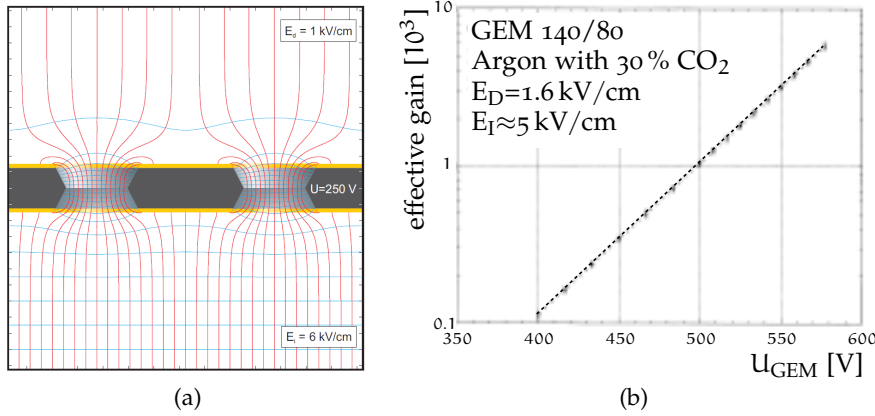 E_d = 1 kV/cm
U=250 V
E_i = 6 kV/cm
(a)
effective gain [10³]
10
1
0.1
GEM 140/80
Argon with 30 % CO₂
E_D=1.6 kV/cm
E_I≈5 kV/cm
350 400 450 500 550 600
U_GEM [V]
(b)